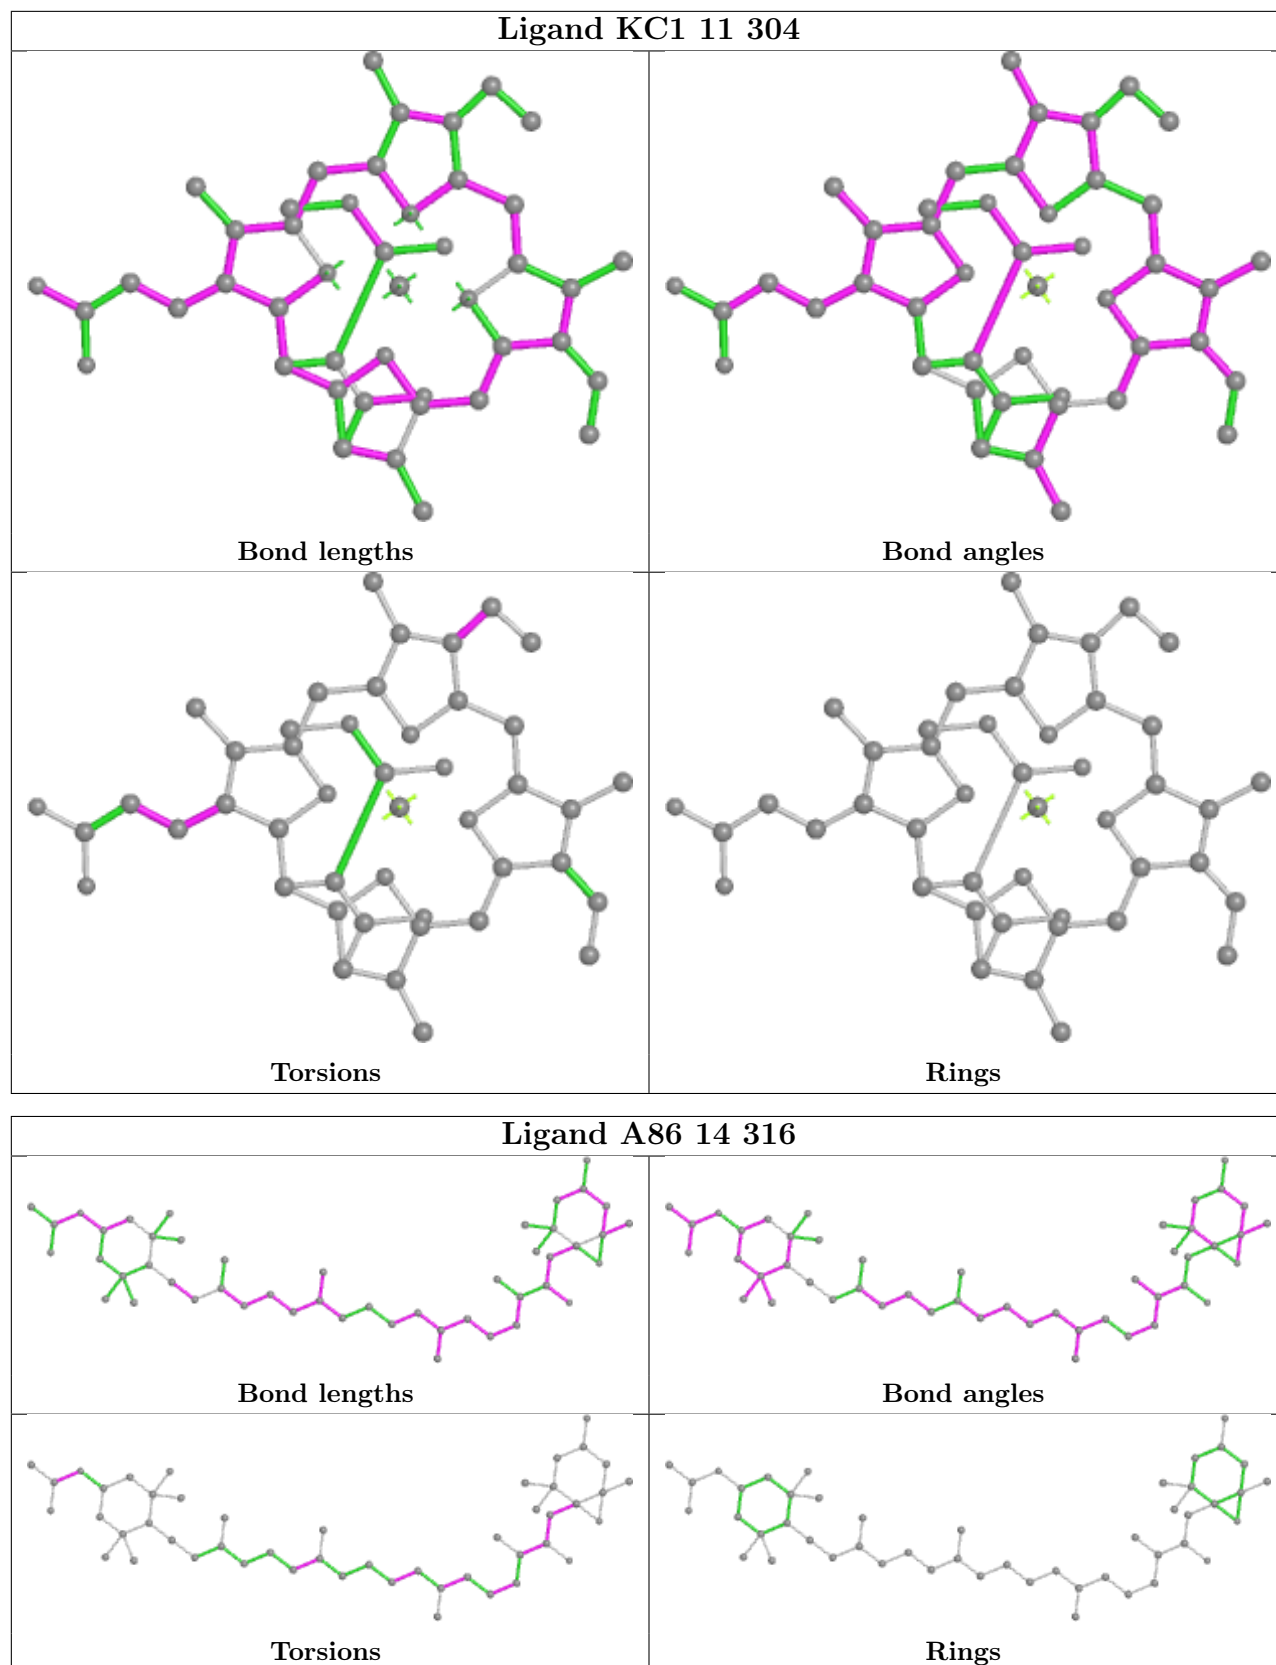 Ligand KC1 11 304
Bond lengths
Bond angles
Torsions
Rings
Ligand A86 14 316
Bond lengths
Bond angles
Torsions
Rings